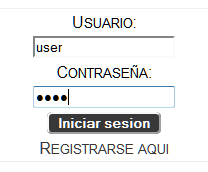 Usuario:
user
Contraseña:
••••
Iniciar sesion
Registrarse aqui